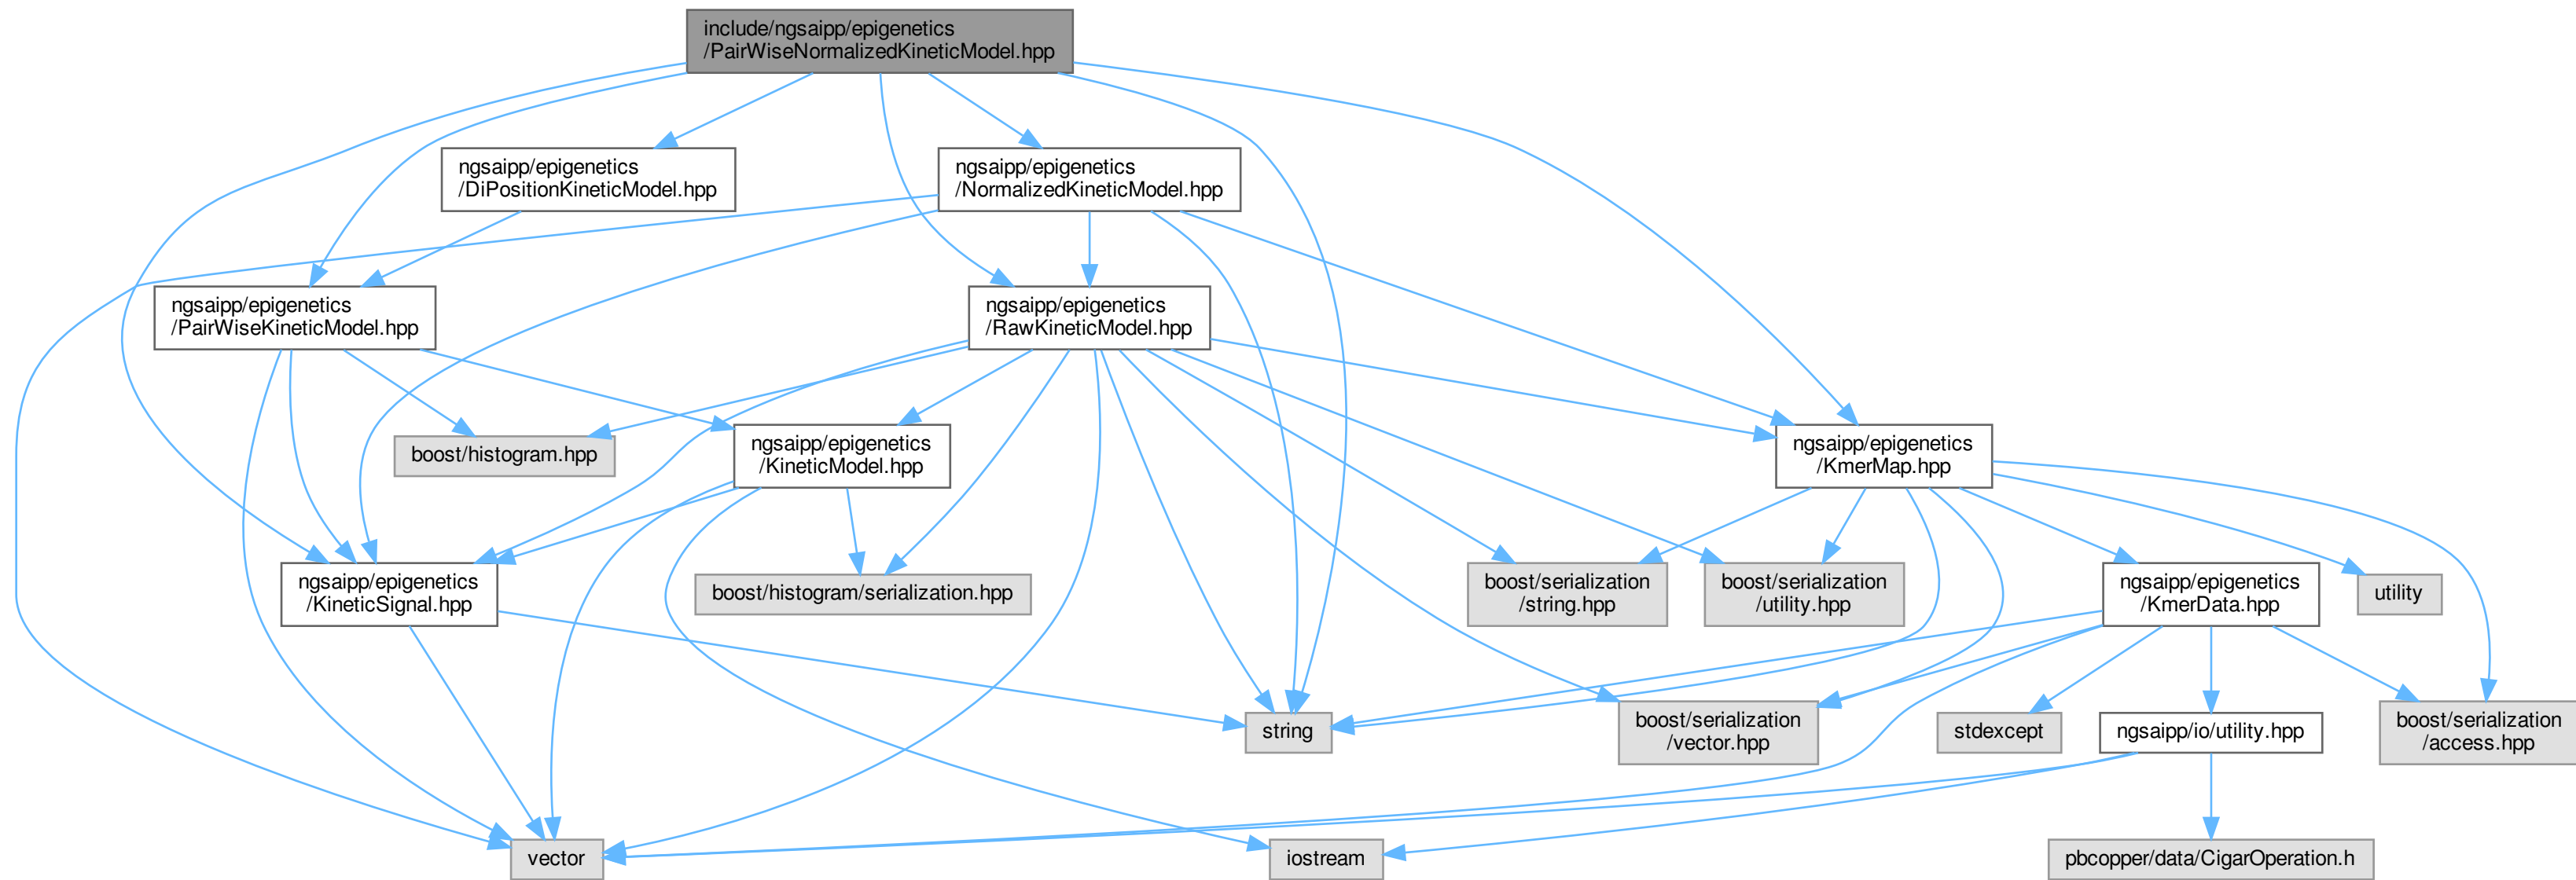 include/ngsaipp/epigenetics
/PairWiseNormalizedKineticModel.hpp
ngsaipp/epigenetics
/DiPositionKineticModel.hpp
ngsaipp/epigenetics
/NormalizedKineticModel.hpp
ngsaipp/epigenetics
/PairWiseKineticModel.hpp
ngsaipp/epigenetics
/RawKineticModel.hpp
boost/histogram.hpp
ngsaipp/epigenetics
/KineticModel.hpp
ngsaipp/epigenetics
/KmerMap.hpp
ngsaipp/epigenetics
/KineticSignal.hpp
boost/histogram/serialization.hpp
boost/serialization
/string.hpp
boost/serialization
/utility.hpp
ngsaipp/epigenetics
/KmerData.hpp
utility
string
boost/serialization
/vector.hpp
stdexcept
ngsaipp/io/utility.hpp
boost/serialization
/access.hpp
vector
iostream
pbcopper/data/CigarOperation.h